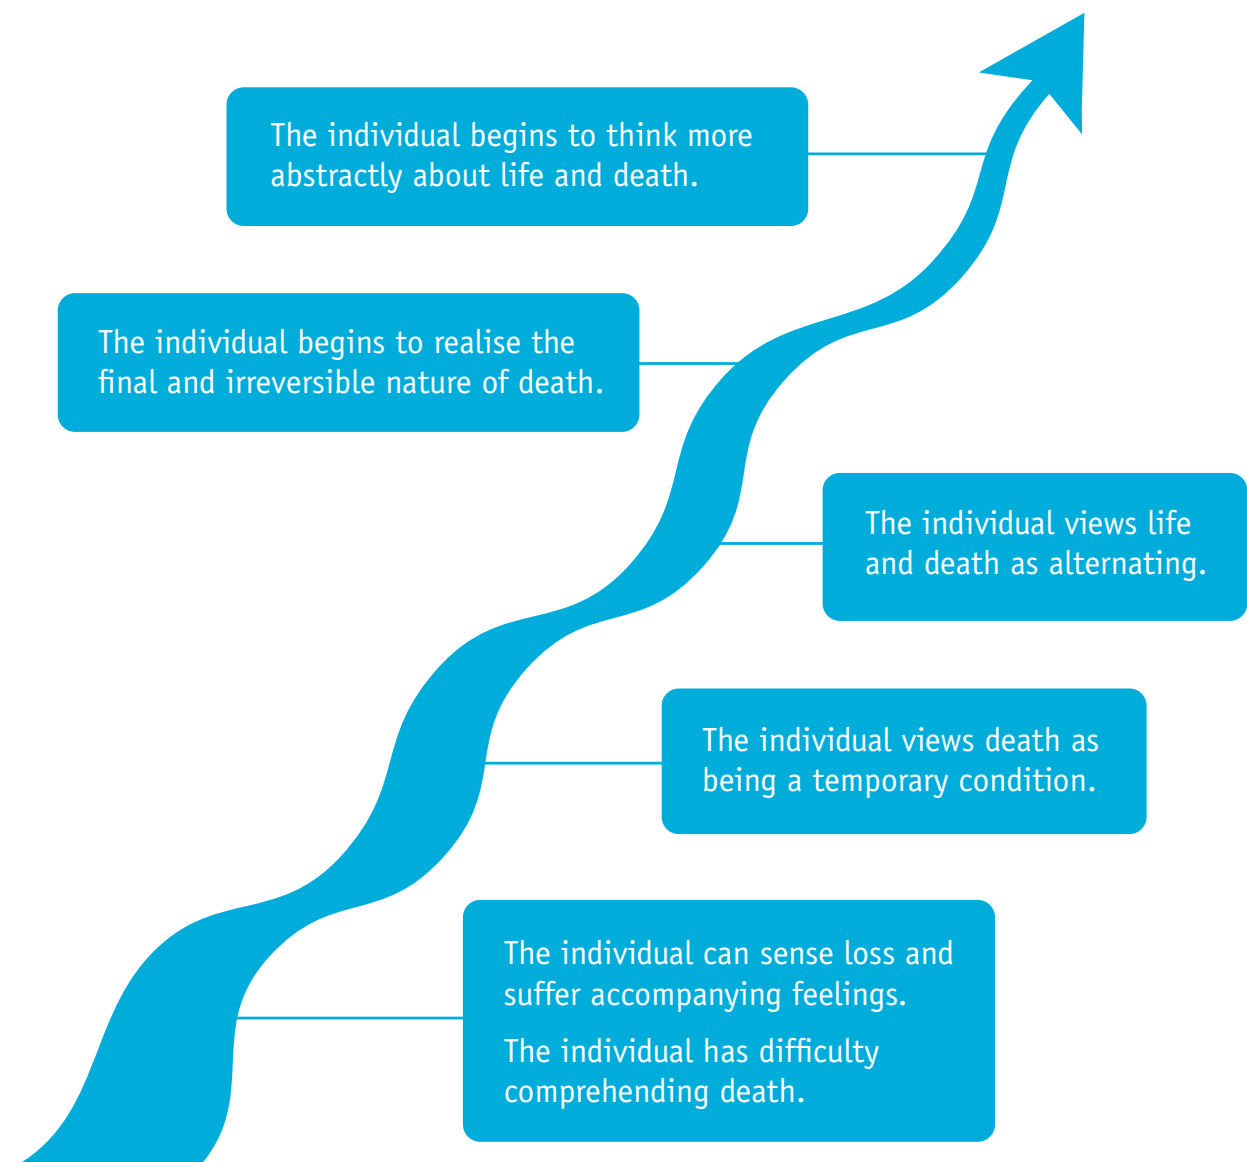 The individual begins to think more
abstractly about life and death.
The individual begins to realise the
final and irreversible nature of death.
The individual views life
and death as alternating.
The individual views death as
being a temporary condition.
The individual can sense loss and
suffer accompanying feelings.
The individual has difficulty
comprehending death.